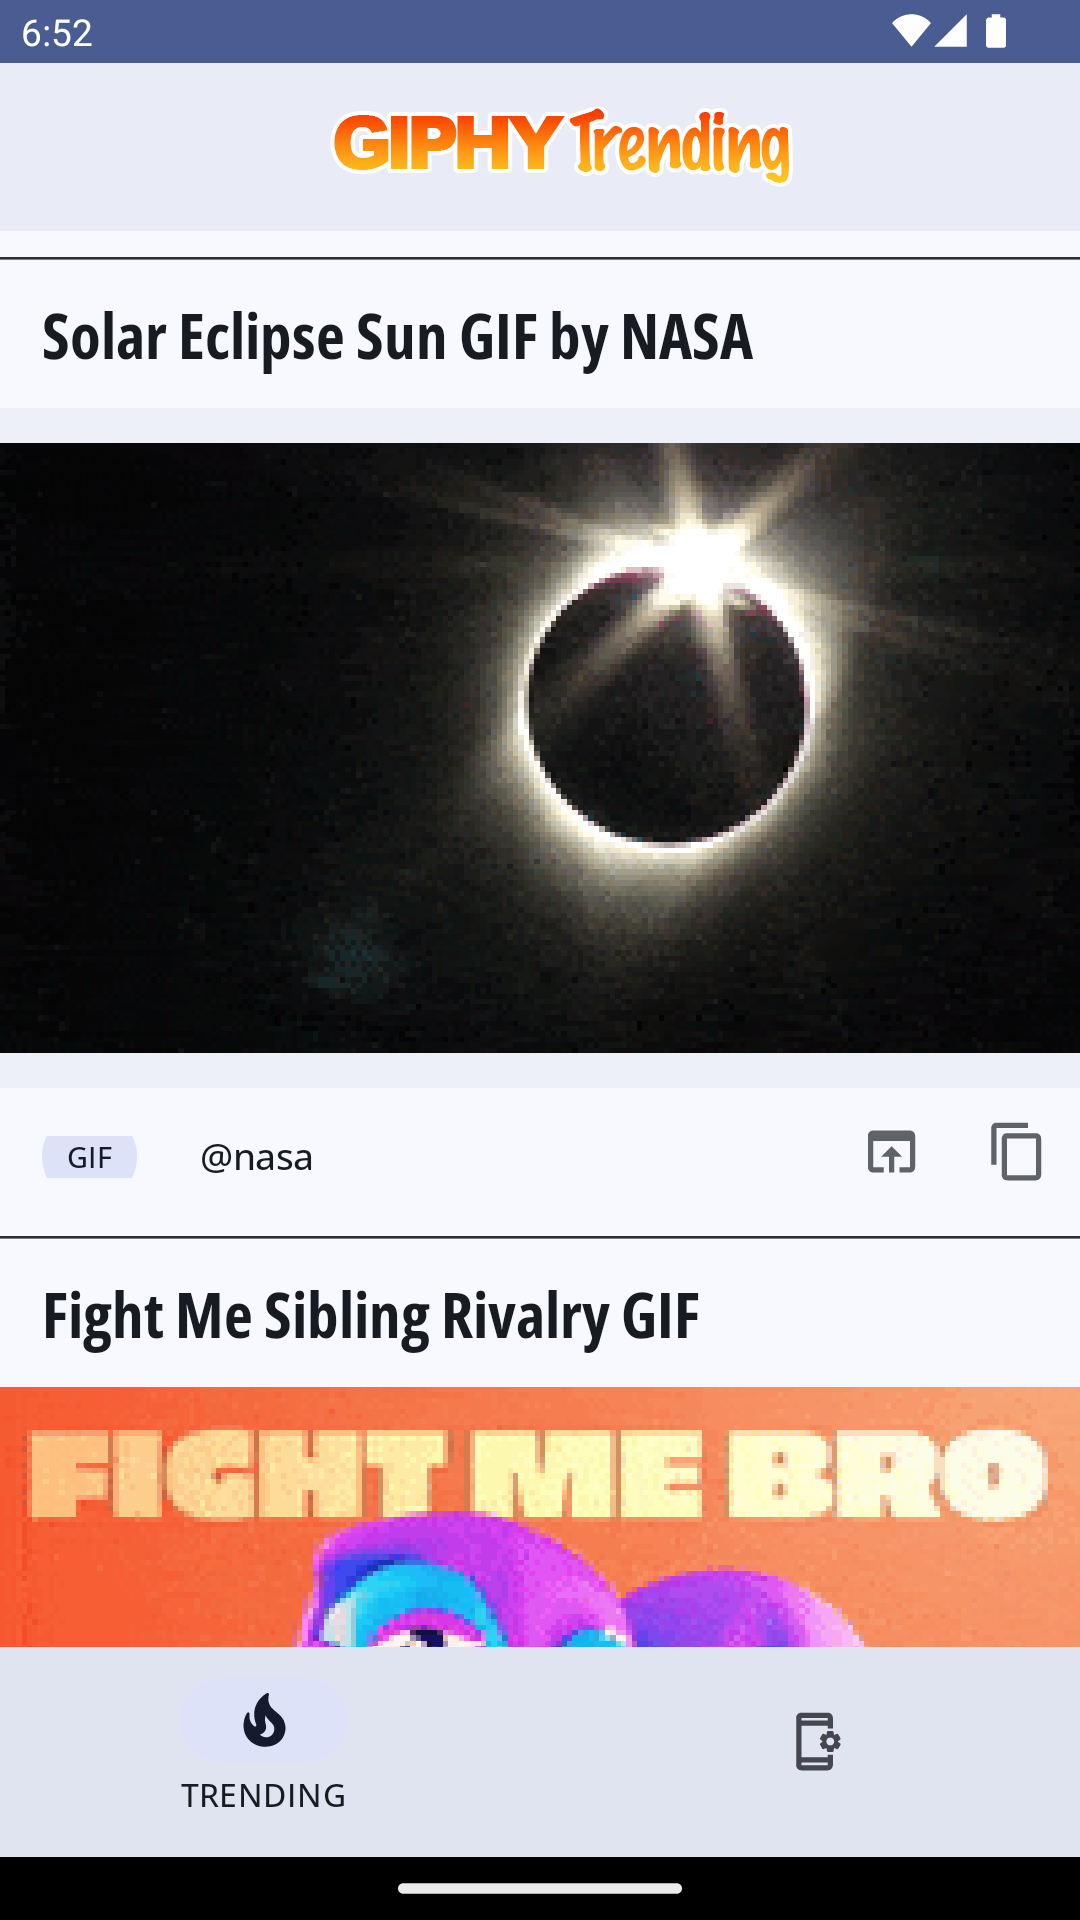 6:52
GIPHY Trending
Solar Eclipse Sun GIF by NASA
GIF @nasa
Fight Me Sibling Rivalry GIF
FIGHT ME BRO
TRENDING